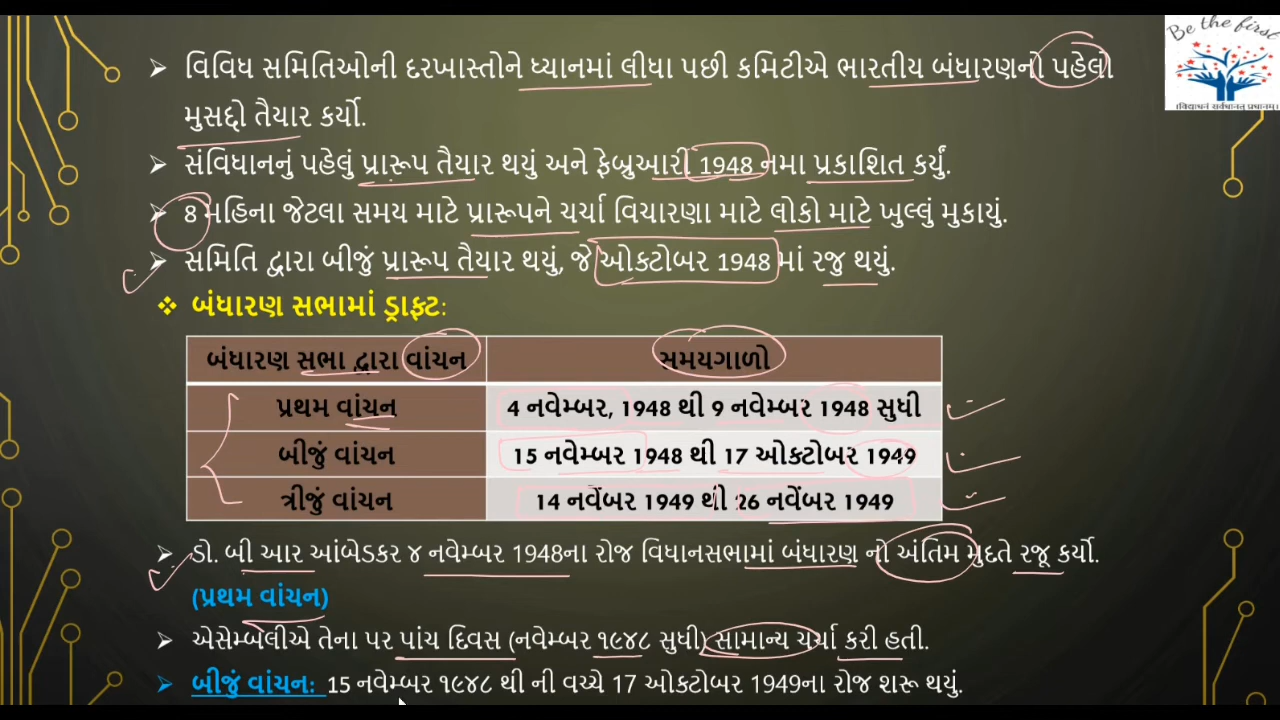 Be the first
વિવિધ સમિતિઓની દરખાસ્તોને ધ્યાનમાં લીધા પછી કમિટીએ ભારતીય બંધારણનો પહેલો
મુસદ્દો તૈયાર કર્યો.
સંવિધાનનું પહેલું પ્રારૂપ તૈયાર થયું અને ફેબ્રુઆરી 1948 નમા પ્રકાશિત કર્યું.
8 મહિના જેટલા સમય માટે પ્રારૂપને ચર્ચા વિચારણા માટે લોકો માટે ખુલ્લું મુકાયું.
સમિતિ દ્વારા બીજું પ્રારૂપ તૈયાર થયું, જે ઓક્ટોબર 1948 માં રજુ થયું.
બંધારણ સભામાં ડ્રાફ્ટ:
બંધારણ સભા દ્વારા વાંચન સમયગાળો
પ્રથમ વાંચન 4 નવેમ્બર, 1948 થી 9 નવેમ્બર 1948 સુધી
બીજું વાંચન 15 નવેમ્બર 1948 થી 17 ઓક્ટોબર 1949
ત્રીજું વાંચન 14 નવેંબર 1949 થી 26 નવેંબર 1949
ડો. બી આર આંબેડકર ૪ નવેમ્બર 1948ના રોજ વિધાનસભામાં બંધારણ નો અંતિમ મુદતે રજૂ કર્યો.
(પ્રથમ વાંચન)
એસેમ્બલીએ તેના પર પાંચ દિવસ (નવેમ્બર ૧૯૪૮ સુધી) સામાન્ય ચર્ચા કરી હતી.
બીજું વાંચન: 15 નવેમ્બર ૧૯૪૮ થી ની વચ્ચે 17 ઓક્ટોબર 1949ના રોજ શરૂ થયું.